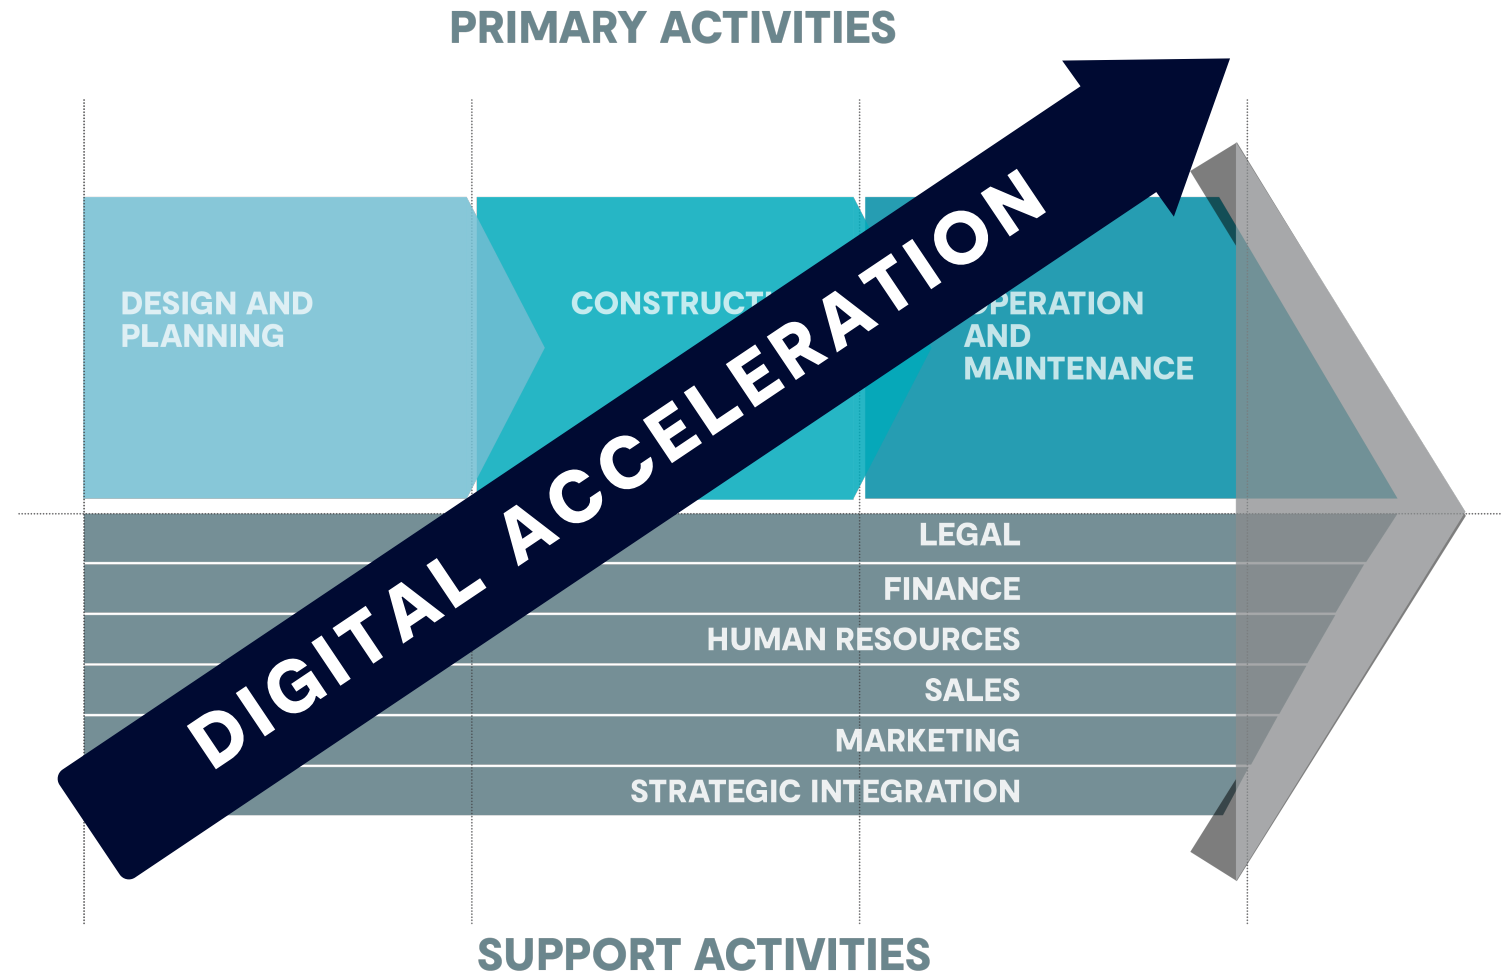 PRIMARY ACTIVITIES
DESIGN AND
PLANNING
AND
MAINTENANCE
DIGITAL ACCELERATION
LEGAL
FINANCE
HUMAN RESOURCES
SALES
MARKETING
STRATEGIC INTEGRATION
SUPPORT ACTIVITIES